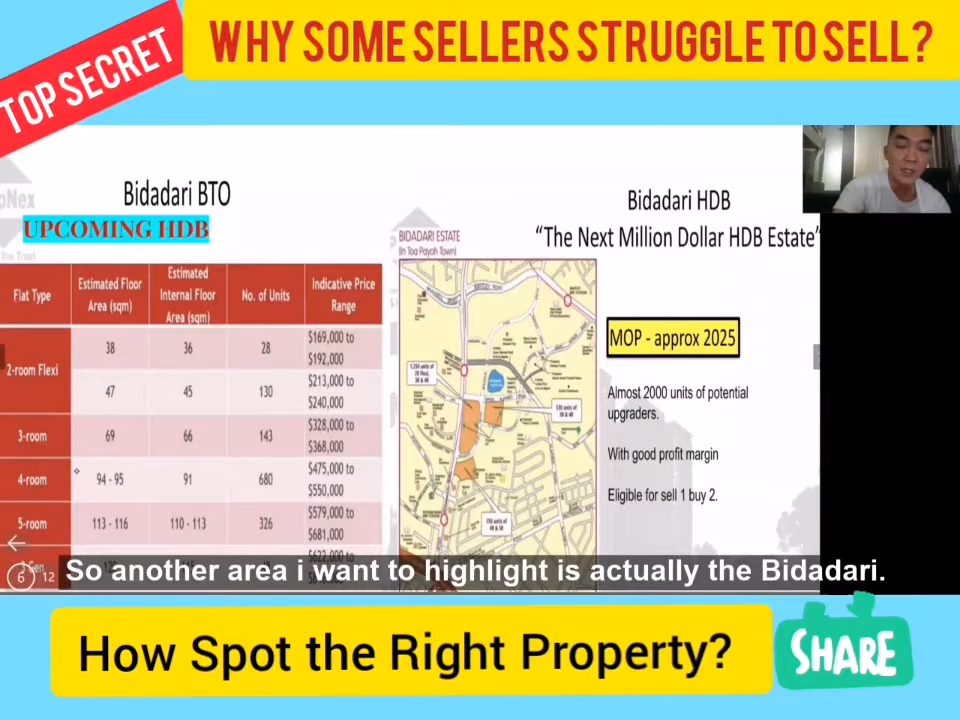 TOP SECRET
WHY SOME SELLERS STRUGGLE TO SELL?
Bidadari BTO
UPCOMING HDB
Flat Type
Estimated Floor Area (sqm)
Estimated Internal Floor Area (sqm)
No. of Units
Indicative Price Range
2-room Flexi
38
36
28
$169,000 to $192,000
47
45
130
$213,000 to $240,000
3-room
69
66
143
$328,000 to $368,000
4-room
94 - 95
91
680
$475,000 to $550,000
5-room
113 - 116
110 - 113
326
$579,000 to $681,000
BIDADARI ESTATE
(In Toa Payoh Town)
Bidadari HDB
"The Next Million Dollar HDB Estate"
MOP - approx 2025
Almost 2000 units of potential
upgraders.
With good profit margin
Eligible for sell 1 buy 2.
6
12
So another area i want to highlight is actually the Bidadari.
How Spot the Right Property?
SHARE